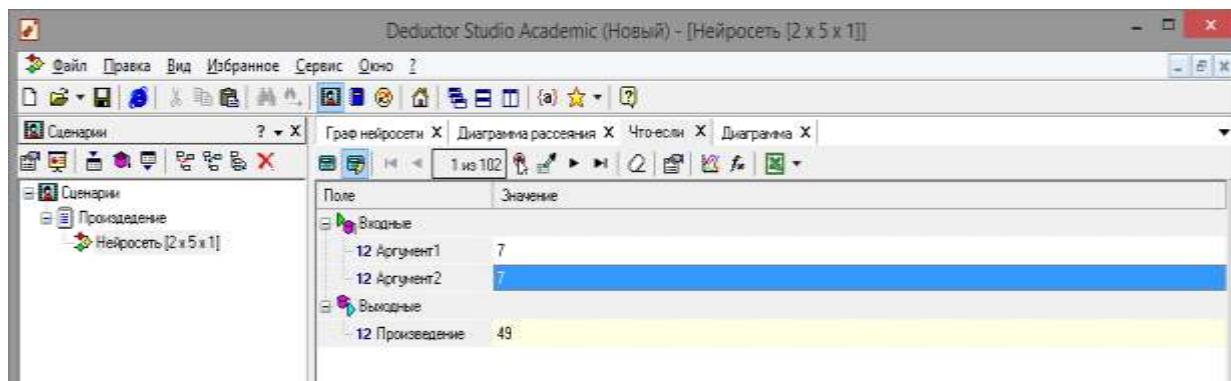 Deductor Studio Academic (Новый) - [Нейросеть [2 x 5 x 1]]
Файл Правка Вид Избранное Сервис Окно ?
Сценарии
Граф нейросети Диаграмма рассеяния Что-если Диаграмма
1 из 102
Сценарии
Произдедение
Нейросеть [2 x 5 x 1]
Поле Значение
Входные
12 Аргумент1 7
12 Аргумент2 7
Выходные
12 Произведение 49